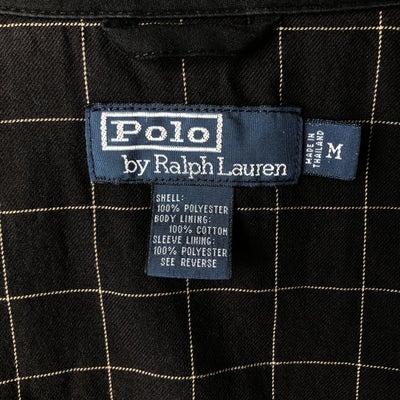 Polo
by Ralph Lauren
MADE IN
THAILAND
M
SHELL:
100% POLYESTER
BODY LINING:
100% COTTON
SLEEVE LINING:
100% POLYESTER
SEE REVERSE